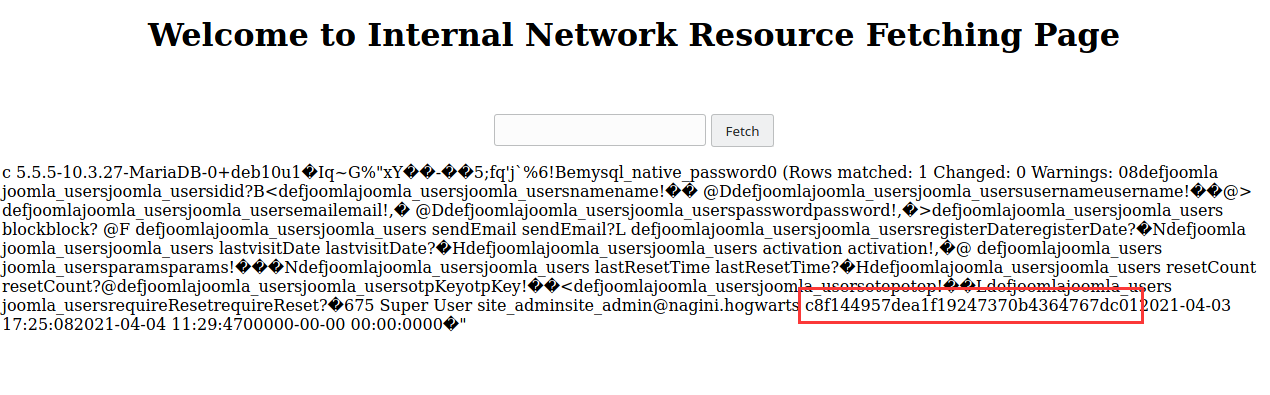 Welcome to Internal Network Resource Fetching Page
Fetch
c 5.5.5-10.3.27-MariaDB-0+deb10u1�Iq~G%"xY��-��5;fq'j`%6!Bemysql_native_password0 (Rows matched: 1 Changed: 0 Warnings: 08defjoomla
joomla_usersjoomla_usersidid?B<defjoomlajoomla_usersjoomla_usersnamename!�� @Ddefjoomlajoomla_usersjoomla_usersusernameusername!��@>
defjoomlajoomla_usersjoomla_usersemailemail!,� @Ddefjoomlajoomla_usersjoomla_userspasswordpassword!,�>defjoomlajoomla_usersjoomla_users
blockblock? @F defjoomlajoomla_usersjoomla_users sendEmail sendEmail?L defjoomlajoomla_usersjoomla_usersregisterDateregisterDate?�Ndefjoomla
joomla_usersjoomla_users lastvisitDate lastvisitDate?�Hdefjoomlajoomla_usersjoomla_users activation activation!,�@ defjoomlajoomla_users
joomla_usersparamsparams!���Ndefjoomlajoomla_usersjoomla_users lastResetTime lastResetTime?�Hdefjoomlajoomla_usersjoomla_users resetCount
resetCount?@defjoomlajoomla_usersjoomla_usersotpKeyotpKey!��<defjoomlajoomla_usersjoomla_usersotepotep!��Ldefjoomlajoomla_users
joomla_usersrequireResetrequireReset?�675 Super User site_adminsite_admin@nagini.hogwarts c8f144957dea1f19247370b4364767dc012021-04-03
17:25:082021-04-04 11:29:4700000-00-00 00:00:0000�"